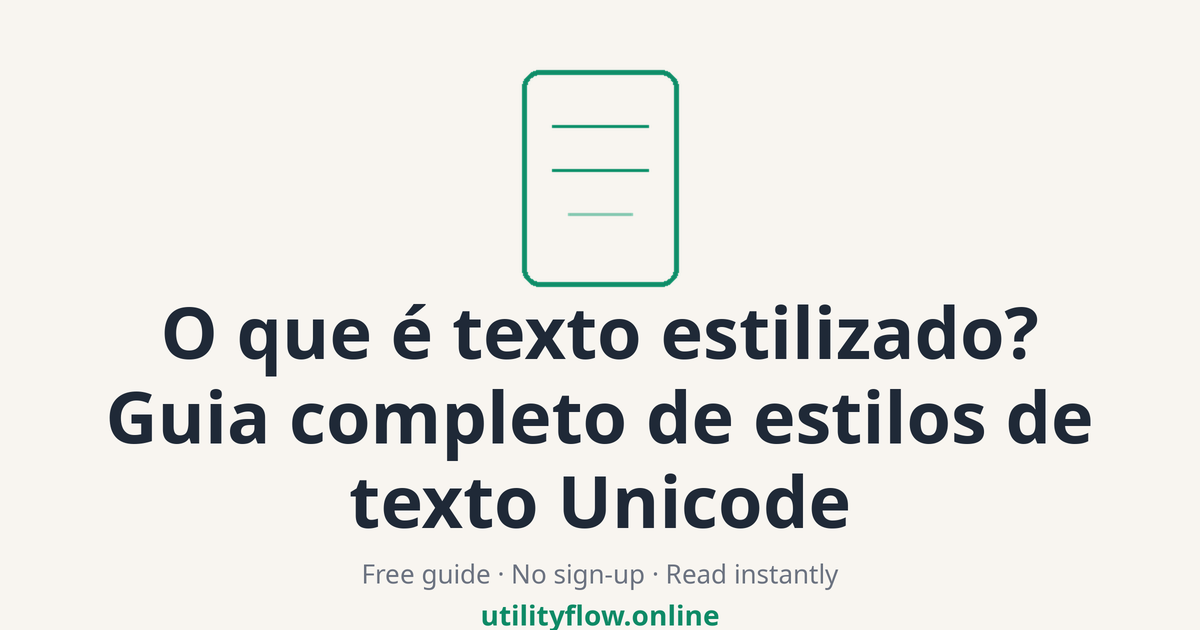 O que é texto estilizado?
Guia completo de estilos de
texto Unicode
Free guide · No sign-up · Read instantly
utilityflow.online